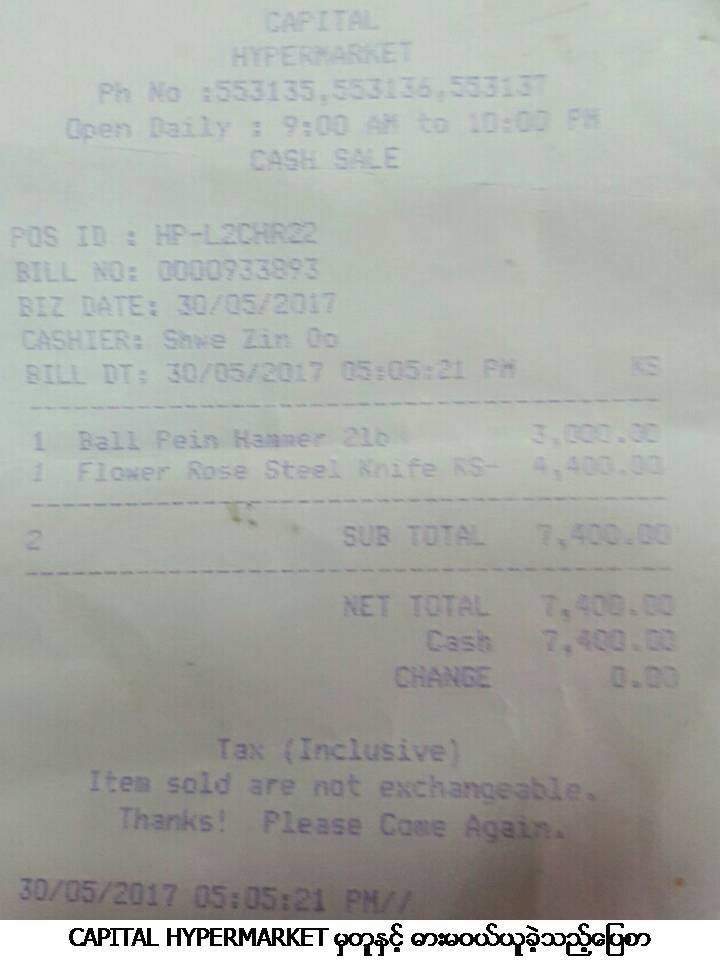 CAPITAL
HYPERMARKET
Ph No :553135,553136,553137
Open Daily : 9:00 AM to 10:00 PM
CASH SALE
POS ID : HP-L2CHR22
BILL NO: 0000933893
BIZ DATE: 30/05/2017
CASHIER: Shwe Zin Oo
BILL DT: 30/05/2017 05:05:21 PM KS
1 Ball Pein Hammer 2lb 3,000.00
1 Flower Rose Steel Knife KS- 4,400.00
2 SUB TOTAL 7,400.00
NET TOTAL 7,400.00
Cash 7,400.00
CHANGE 0.00
Tax (Inclusive)
Item sold are not exchangeable.
Thanks! Please Come Again.
30/05/2017 05:05:21 PM//
CAPITAL HYPERMARKET မှတူနှင့် ဓားမဝယ်ယူခဲ့သည့်ပြေစာ